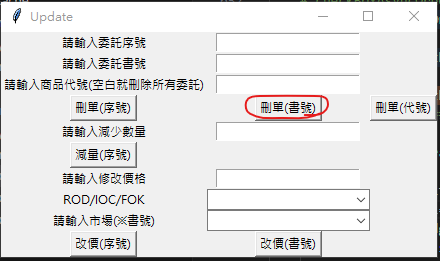 Update
請輸入委託序號
請輸入委託書號
請輸入商品代號(空白就刪除所有委託)
刪單(序號) 刪單(書號) 刪單(代號)
請輸入減少數量
減量(序號)
請輸入修改價格
ROD/IOC/FOK
請輸入市場(※書號)
改價(序號) 改價(書號)